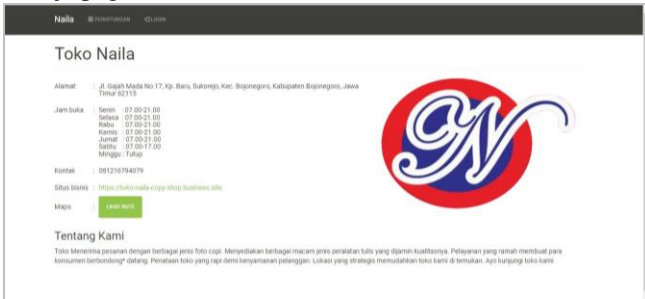 Naila PERHITUNGAN LOGIN
Toko Naila
Alamat : Jl. Gajah Mada No.17, Kp. Baru, Sukorejo, Kec. Bojonegoro, Kabupaten Bojonegoro, Jawa
Timur 62115
Jam buka : Senin : 07.00-21.00
Selasa : 07.00-21.00
Rabu : 07.00-21.00
Kamis : 07.00-21.00
Jumat : 07.00-21.00
Sabtu : 07.00-17.00
Minggu : Tutup
Kontak : 081216794079
Situs bisnis : https://toko-naila-copy-shop.business.site
Maps : LIHAT RUTE
GN
Tentang Kami
Toko Menerima pesanan dengan berbagai jenis foto copi. Menyediakan berbagai macam jenis peralatan tulis yang dijamin kualitasnya. Pelayanan yang ramah membuat para
konsumen berbondong* datang. Penataan toko yang rapi demi kenyamanan pelanggan. Lokasi yang strategis memudahkan toko kami di temukan. Ayo kunjungi toko kami